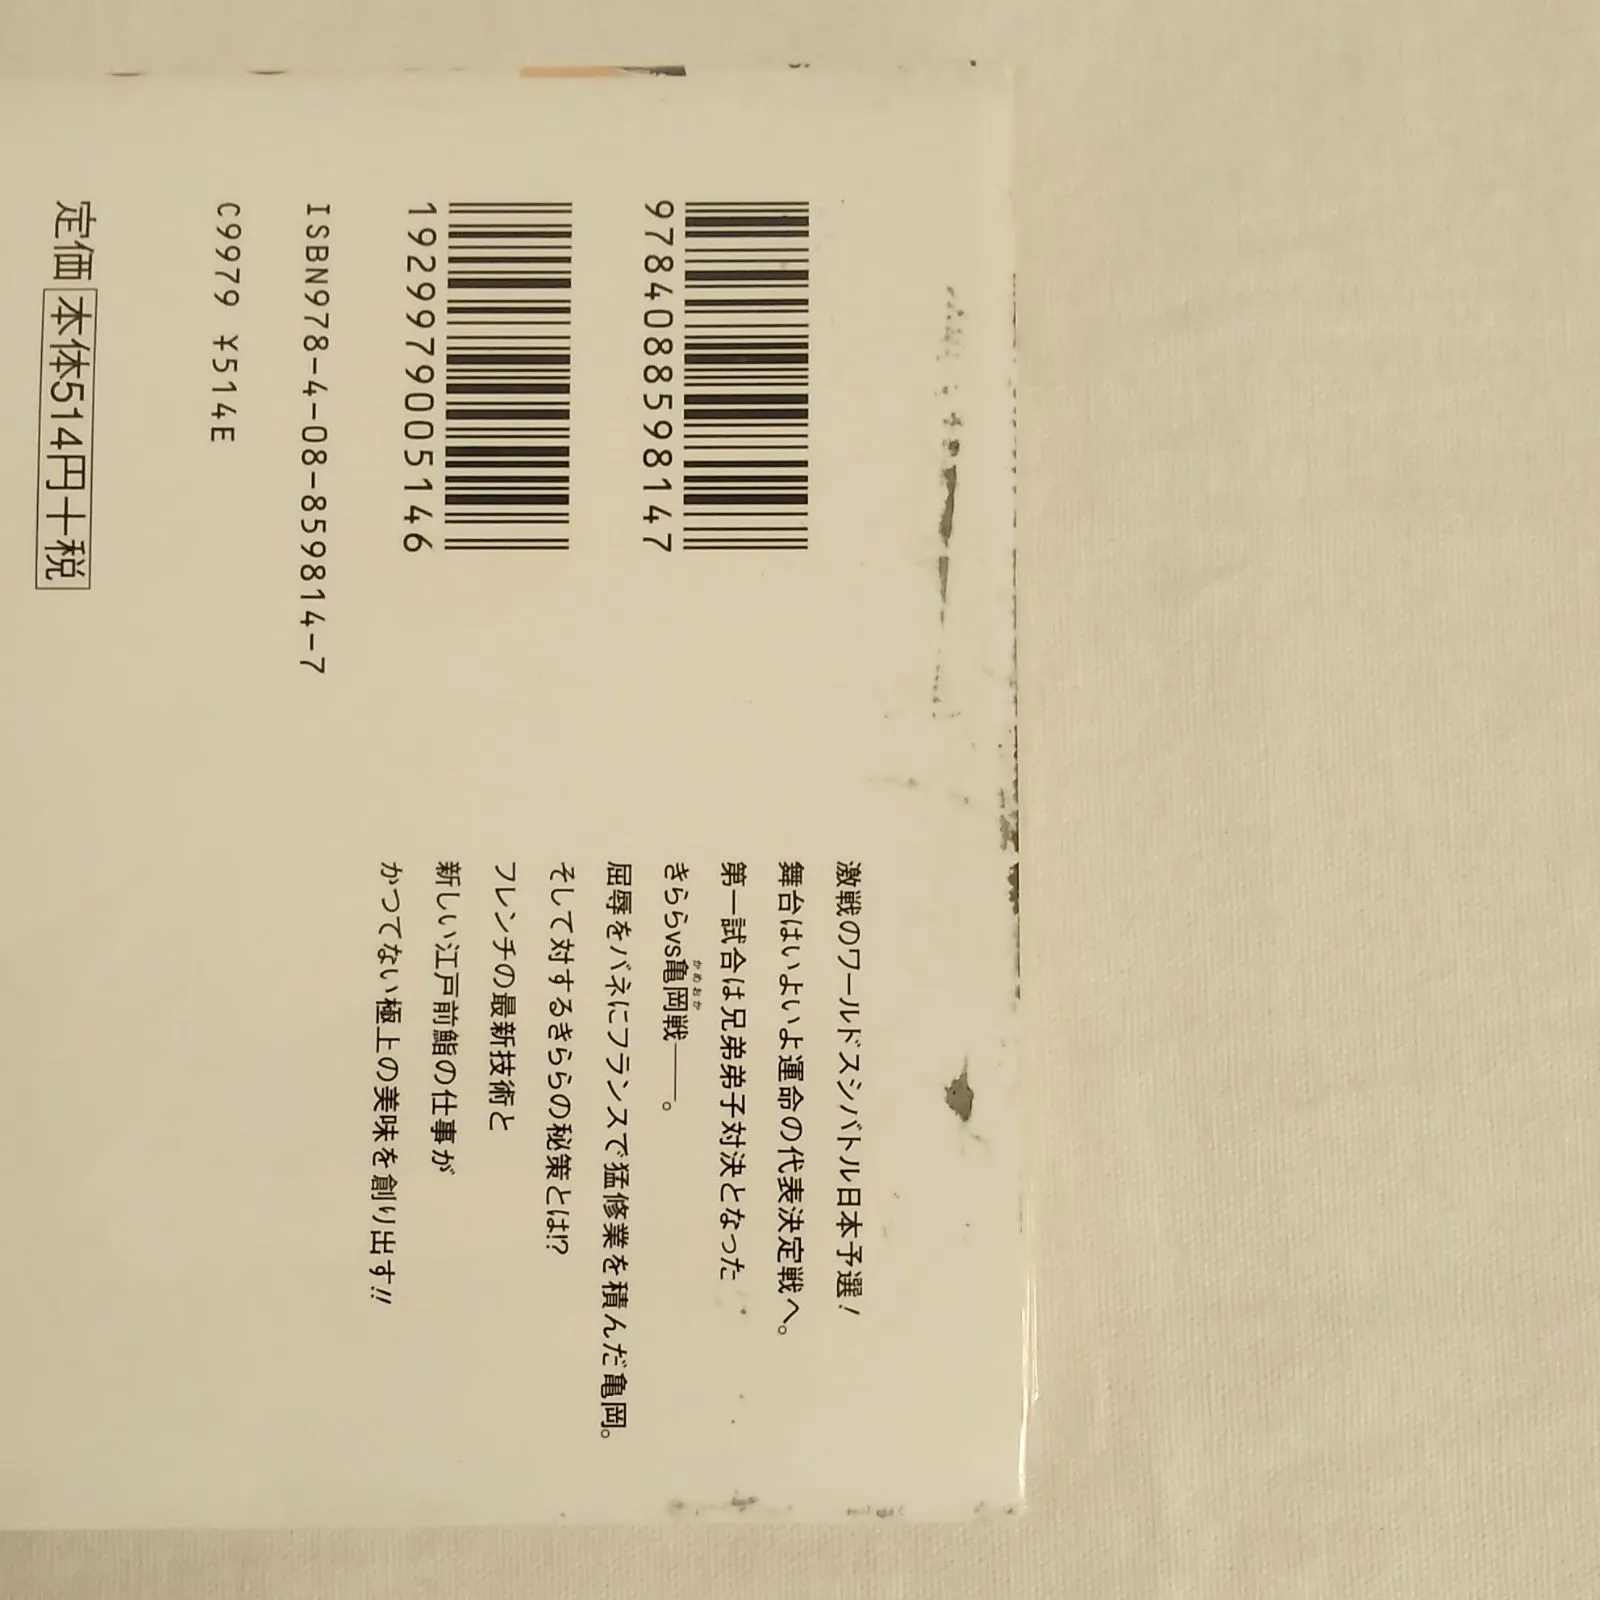 9784088598147
1929979005146
ISBN978-4-08-859814-7
C9979 ¥514E
定価 本体514円+税
激戦のワールドスシバトル日本予選！
舞台はいよいよ運命の代表決定戦へ。
第一試合は兄弟弟子対決となった
きららvs亀岡戦――。
かめおか
屈辱をバネにフランスで猛修業を積んだ亀岡。
そして対するきららの秘策とは!?
フレンチの最新技術と
新しい江戸前鮨の仕事が
かつてない極上の美味を創り出す!!